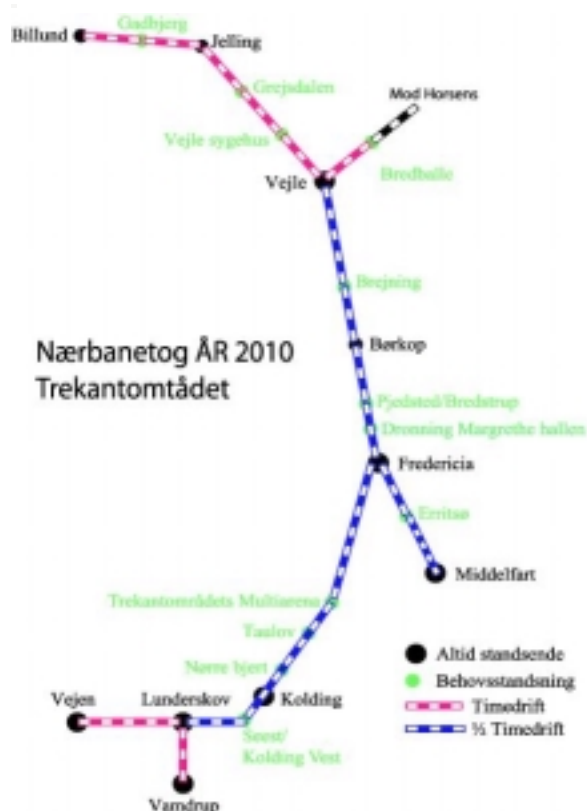 Gadbjerg
Billund
Jelling
Grejsdalen
Mod Horsens
Vejle sygehus
Bredballe
Vejle
Brejning
Børkop
Nærbanetog ÅR 2010
Trekantomtådet
Pjedsted/Bredstrup
Dronning Margrethe hallen
Fredericia
Erritsø
Middelfart
Trekantområdets Multiarena
Taulov
Nørre bjert
Altid standsende
Behovsstandsning
Timedrift
½ Timedrift
Vejen
Lunderskov
Kolding
Seest/
Kolding Vest
Vamdrup